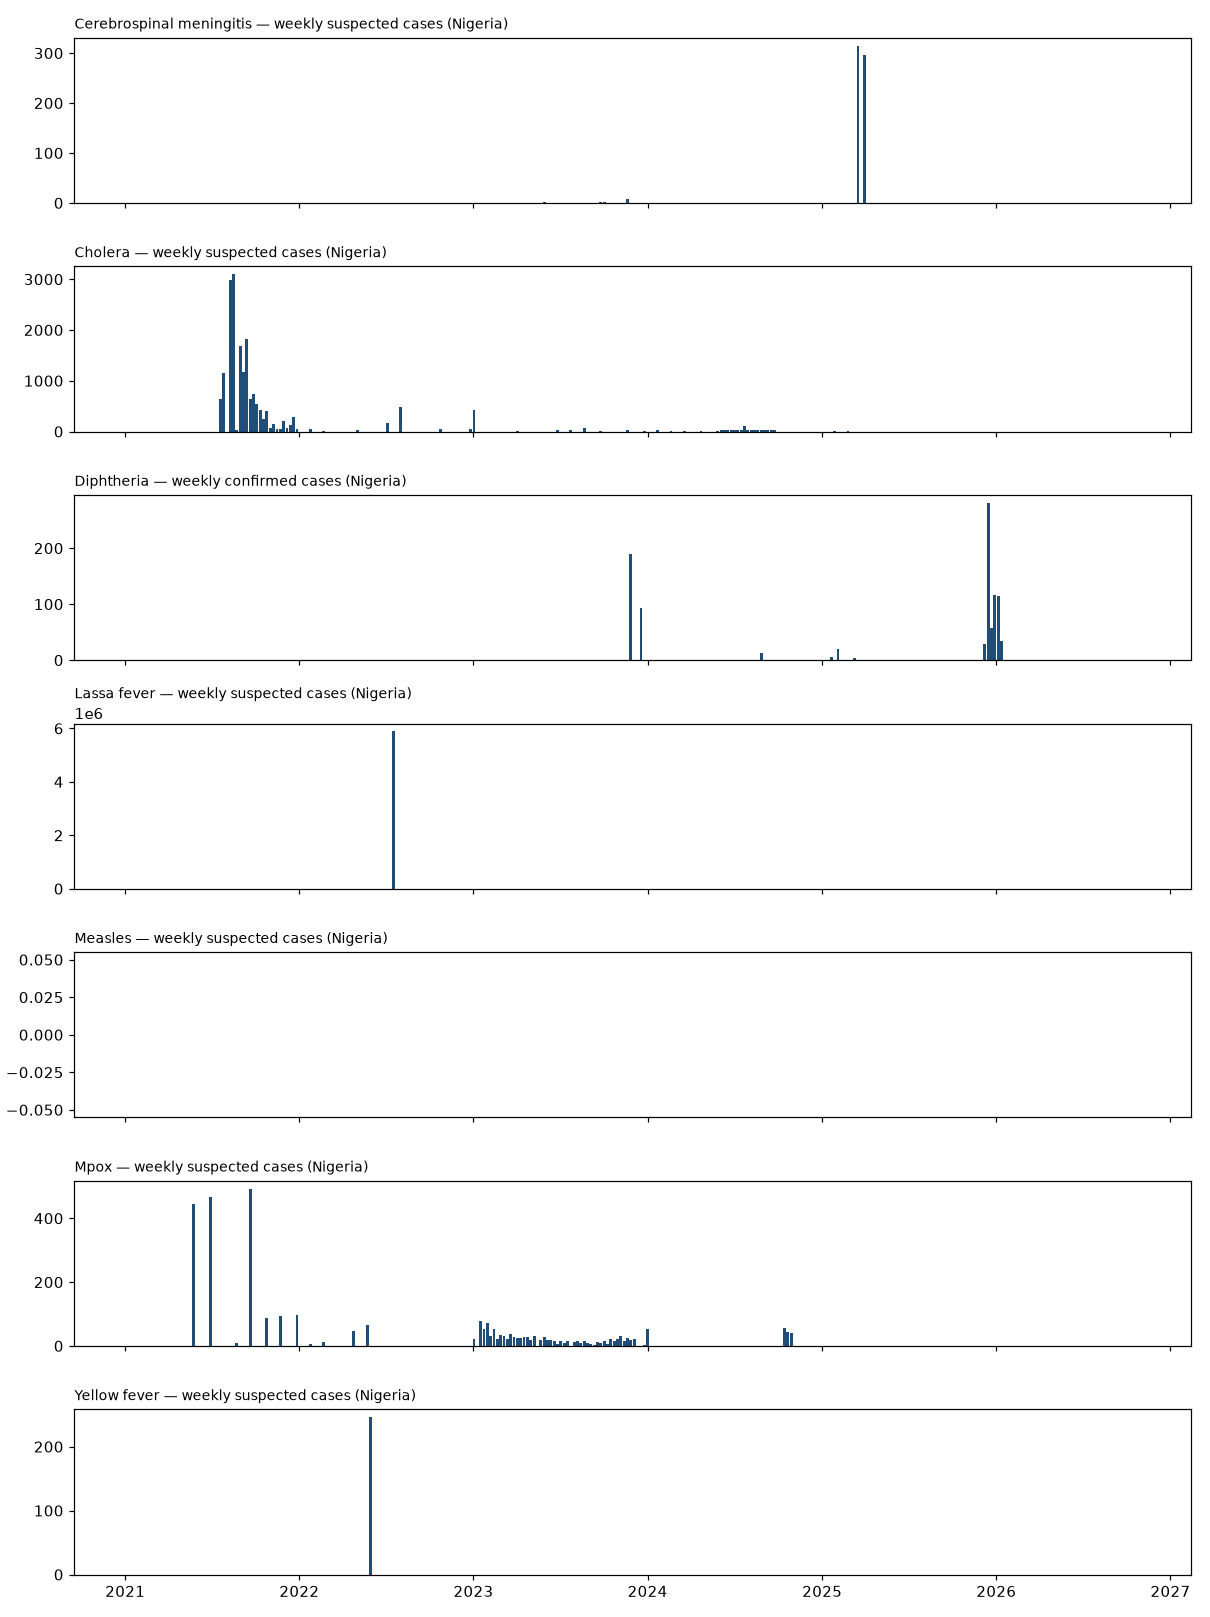 Cerebrospinal meningitis — weekly suspected cases (Nigeria)
300
200
100
0
Cholera — weekly suspected cases (Nigeria)
3000
2000
1000
0
Diphtheria — weekly confirmed cases (Nigeria)
200
100
0
Lassa fever — weekly suspected cases (Nigeria)
1e6
6
4
2
0
Measles — weekly suspected cases (Nigeria)
0.050
0.025
0.000
−0.025
−0.050
Mpox — weekly suspected cases (Nigeria)
400
200
0
Yellow fever — weekly suspected cases (Nigeria)
200
100
0
2021 2022 2023 2024 2025 2026 2027